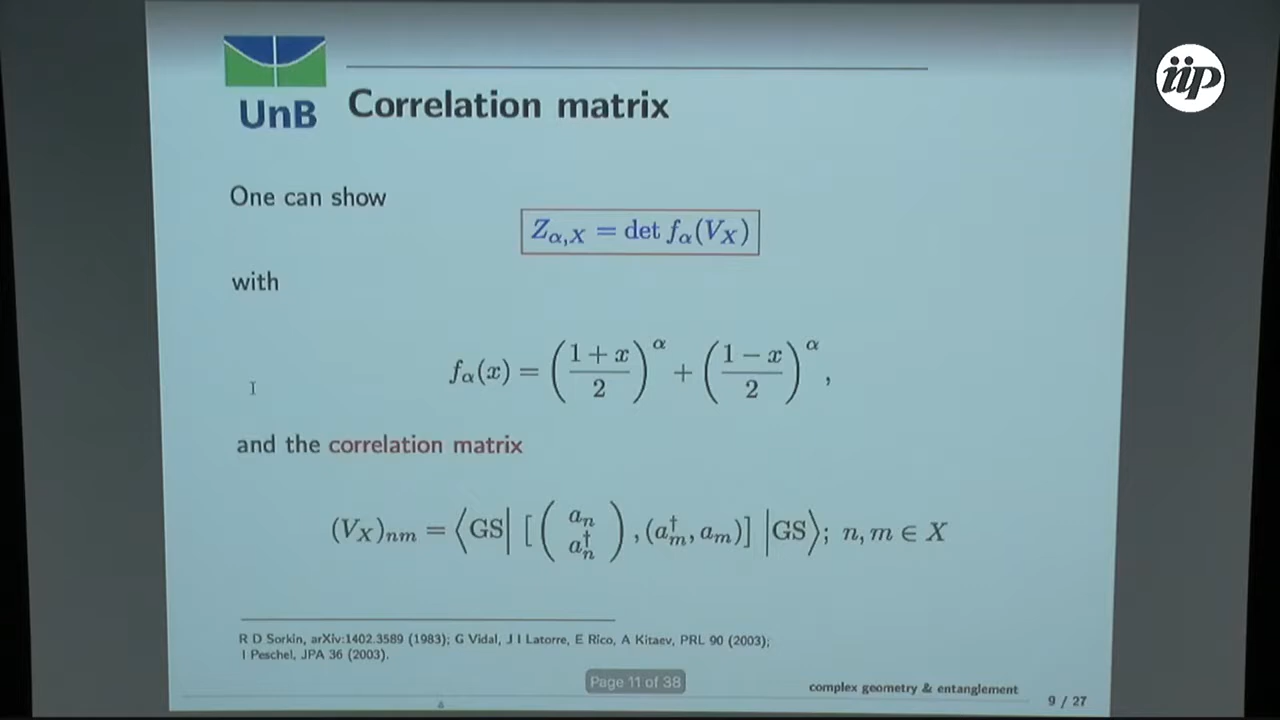 iip
UnB
Correlation matrix
One can show
Z_{α,X} = det f_α(V_X)
with
f_α(x) = ((1 + x)/2)^α + ((1 − x)/2)^α ,
and the correlation matrix
(V_X)_{nm} = ⟨GS| [ ( a_n a_n^† ) , (a_m^†, a_m)] |GS⟩; n, m ∈ X
R D Sorkin, arXiv:1402.3589 (1983); G Vidal, J I Latorre, E Rico, A Kitaev, PRL 90 (2003);
I Peschel, JPA 36 (2003).
Page 11 of 38
complex geometry & entanglement
9 / 27